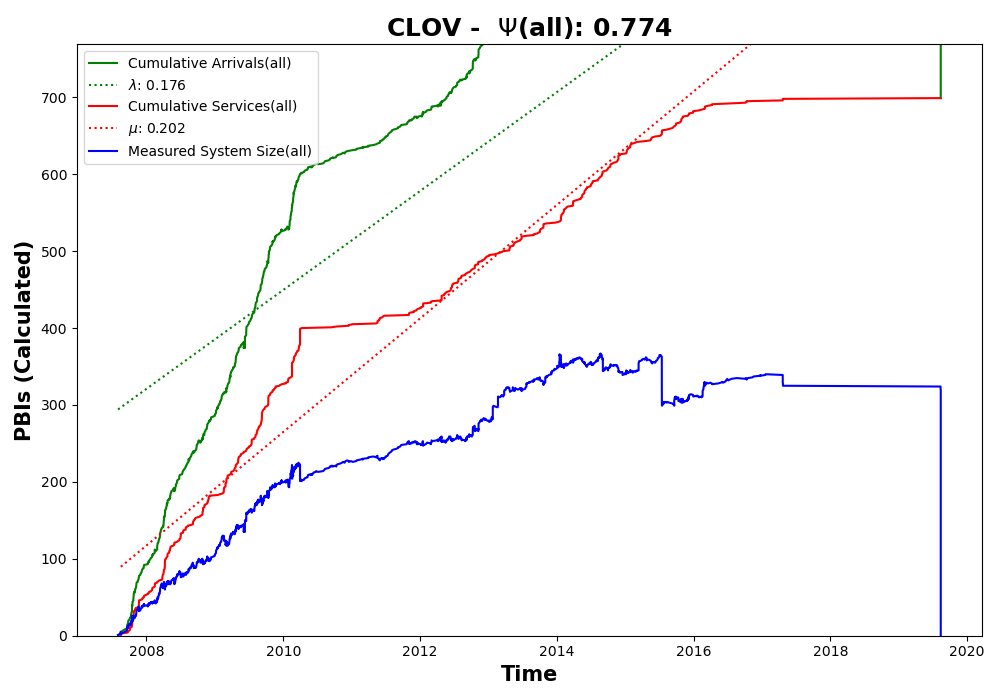 CLOV - Ψ(all): 0.774
Cumulative Arrivals(all)
λ: 0.176
Cumulative Services(all)
μ: 0.202
Measured System Size(all)
PBIs (Calculated)
700
600
500
400
300
200
100
0
2008 2010 2012 2014 2016 2018 2020
Time